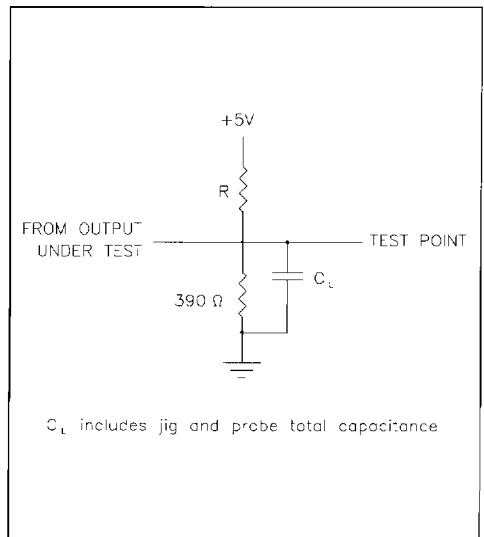 +5V
R
FROM OUTPUT
UNDER TEST
TEST POINT
C_L
390 Ω
C_L includes jig and probe total capacitance